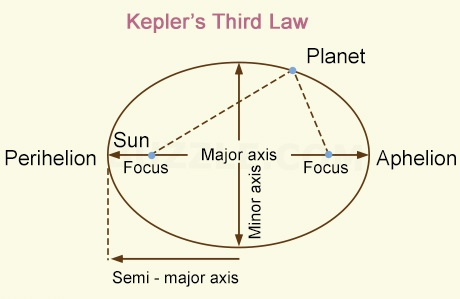 Kepler's Third Law
Planet
Sun
Perihelion
Major axis
Aphelion
Focus
Focus
Minor axis
Semi - major axis